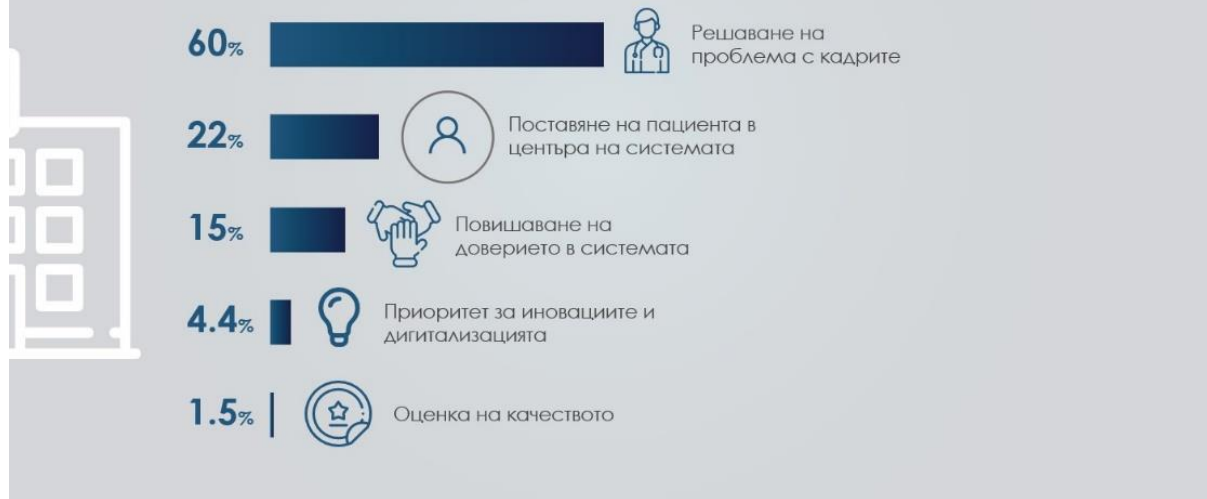 60%
Решаване на
проблема с кадрите
22%
Поставяне на пациента в
центъра на системата
15%
Повишаване на
доверието в системата
4.4%
Приоритет за иновациите и
дигитализацията
1.5%
Оценка на качеството